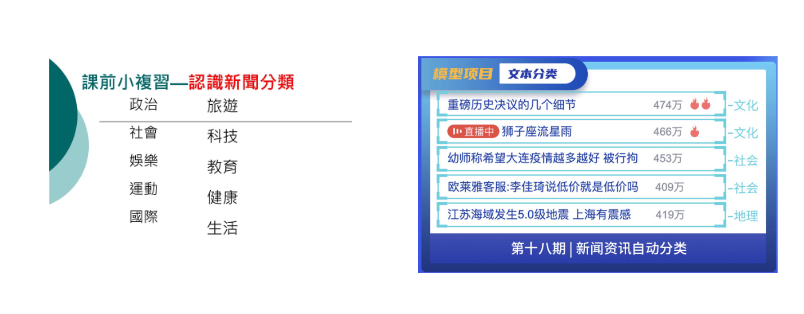 課前小複習—認識新聞分類
政治
社會
娛樂
運動
國際
旅遊
科技
教育
健康
生活
模型项目 文本分类
重磅历史决议的几个细节 474万 -文化
直播中 狮子座流星雨 466万 -文化
幼师称希望大连疫情越多越好 被行拘 453万 -社会
欧莱雅客服:李佳琦说低价就是低价吗 409万 -社会
江苏海域发生5.0级地震 上海有震感 419万 -地理
第十八期 | 新闻资讯自动分类